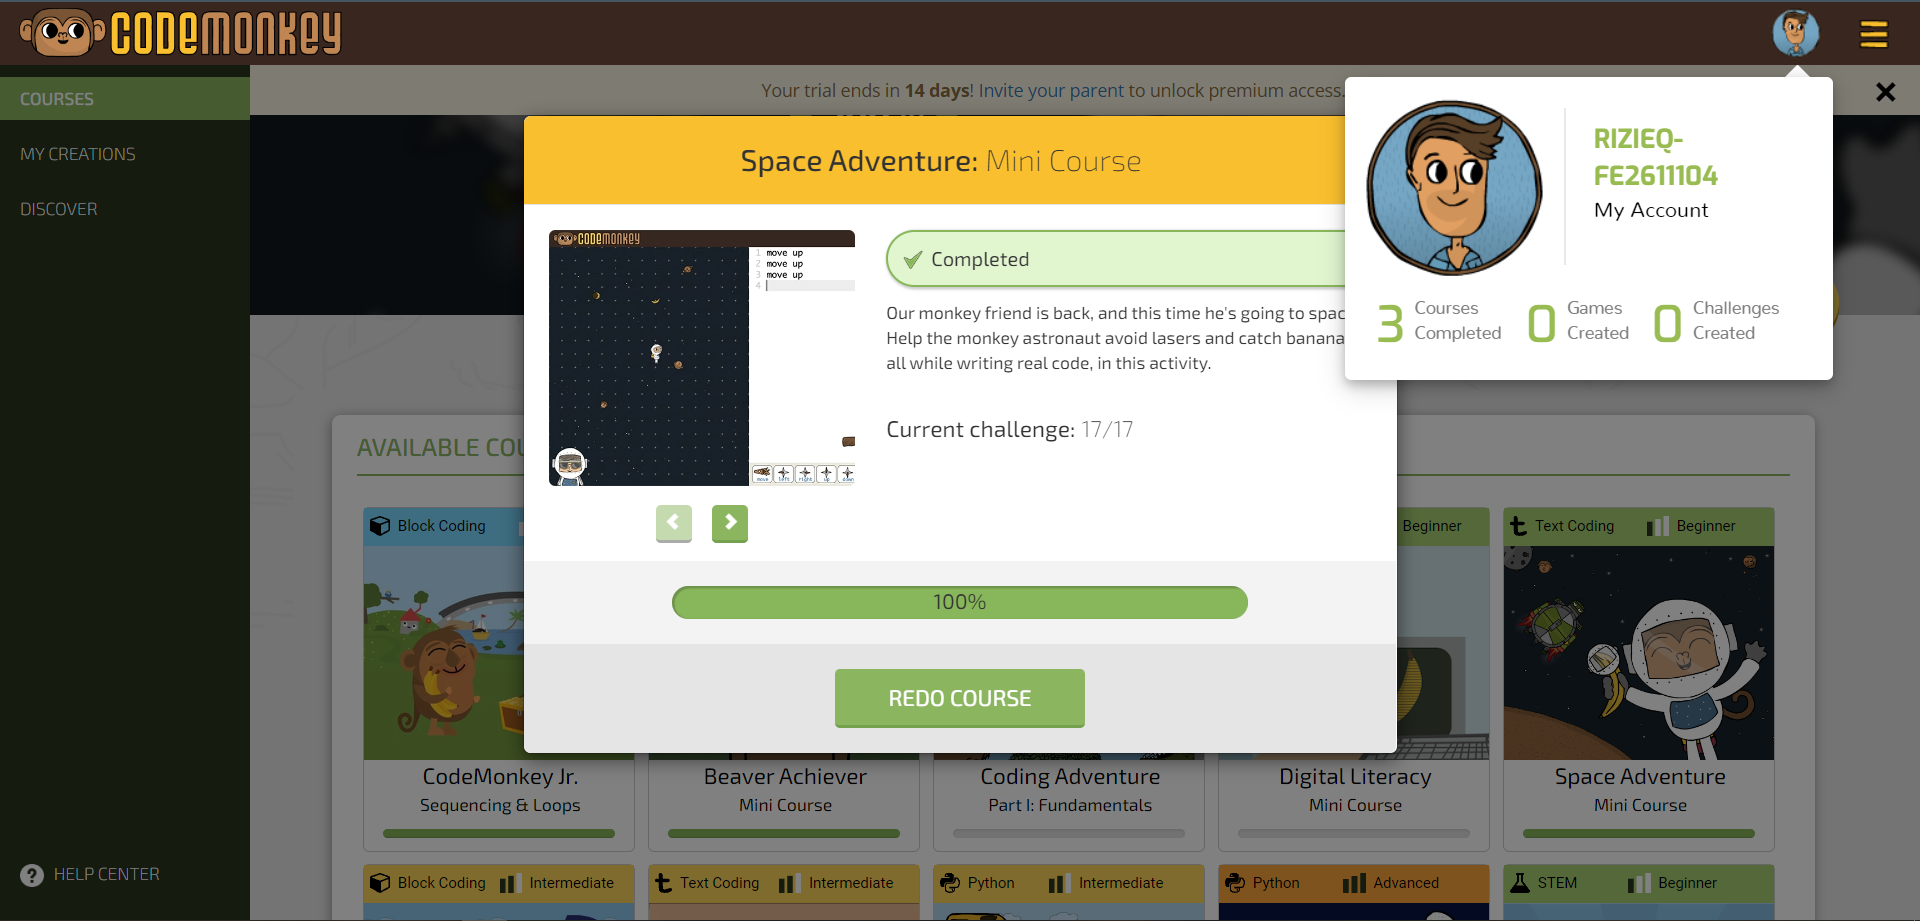 CODEMONKEY
COURSES
MY CREATIONS
DISCOVER
HELP CENTER
Your trial ends in 14 days! Invite your parent to unlock premium access.
RIZIEQ-
FE2611104
My Account
3 Courses Completed
0 Games Created
0 Challenges Created
Space Adventure: Mini Course
CODEMONKEY
1 move up
2 move up
3 move up
4
move left right up down
Completed
Our monkey friend is back, and this time he's going to spac
Help the monkey astronaut avoid lasers and catch banana
all while writing real code, in this activity.
Current challenge: 17/17
100%
REDO COURSE
AVAILABLE COU
Block Coding
Beginner
Text Coding Beginner
CodeMonkey Jr.
Sequencing & Loops
Beaver Achiever
Mini Course
Coding Adventure
Part I: Fundamentals
Digital Literacy
Mini Course
Space Adventure
Mini Course
Block Coding Intermediate
Text Coding Intermediate
Python Intermediate
Python Advanced
STEM Beginner